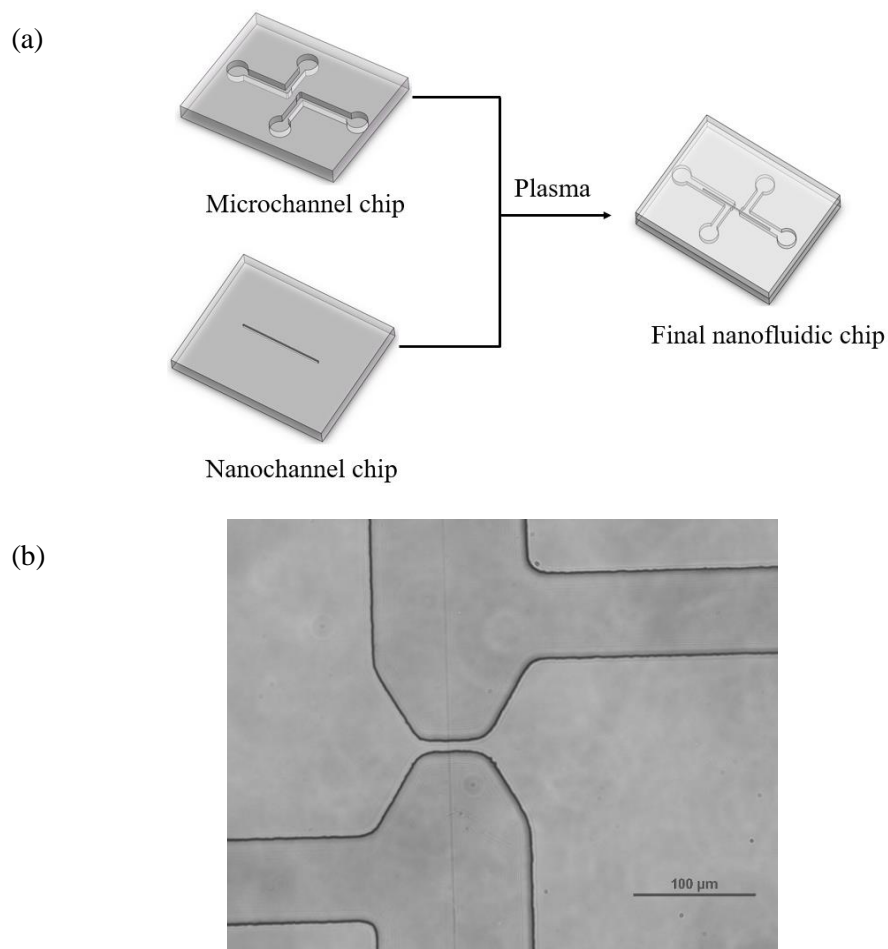 (a)
Microchannel chip
Plasma
Final nanofluidic chip
Nanochannel chip
(b)
100 μm